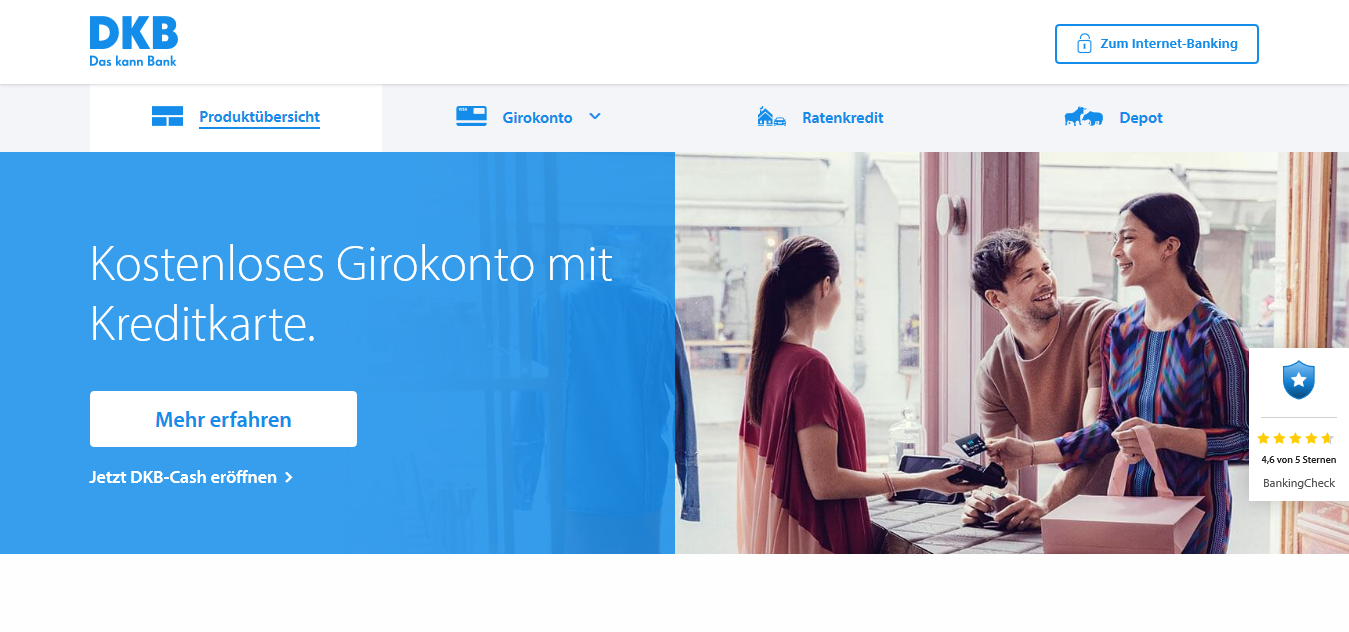 DKB
Das kann Bank
Zum Internet-Banking
Produktübersicht
Girokonto
Ratenkredit
Depot
Kostenloses Girokonto mit
Kreditkarte.
Mehr erfahren
Jetzt DKB-Cash eröffnen
4,6 von 5 Sternen
BankingCheck